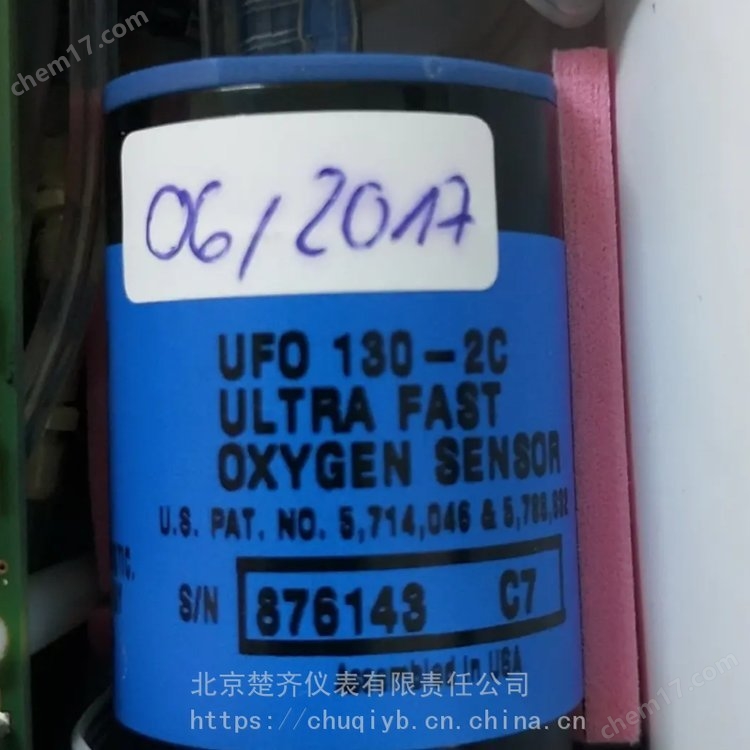 chem17.com
chem17.com
06/2017
UFO 130-2C
ULTRA FAST
OXYGEN SENSOR
U.S. PAT. NO. 5,714,046 &
S/N 876143 C7
Assembled in USA
北京楚齐仪表有限责任公司
https://chuqiyb.cn.china.cn
chem17.com